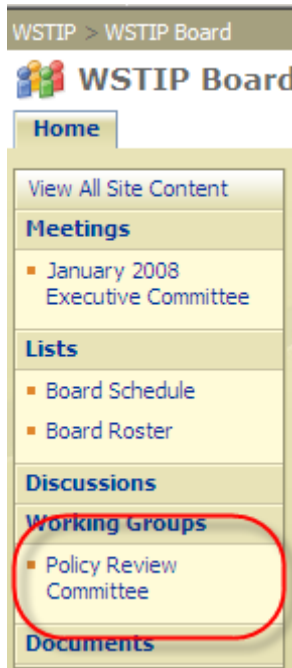 WSTIP > WSTIP Board
WSTIP Board
Home
View All Site Content
Meetings
January 2008
Executive Committee
Lists
Board Schedule
Board Roster
Discussions
Working Groups
Policy Review
Committee
Documents